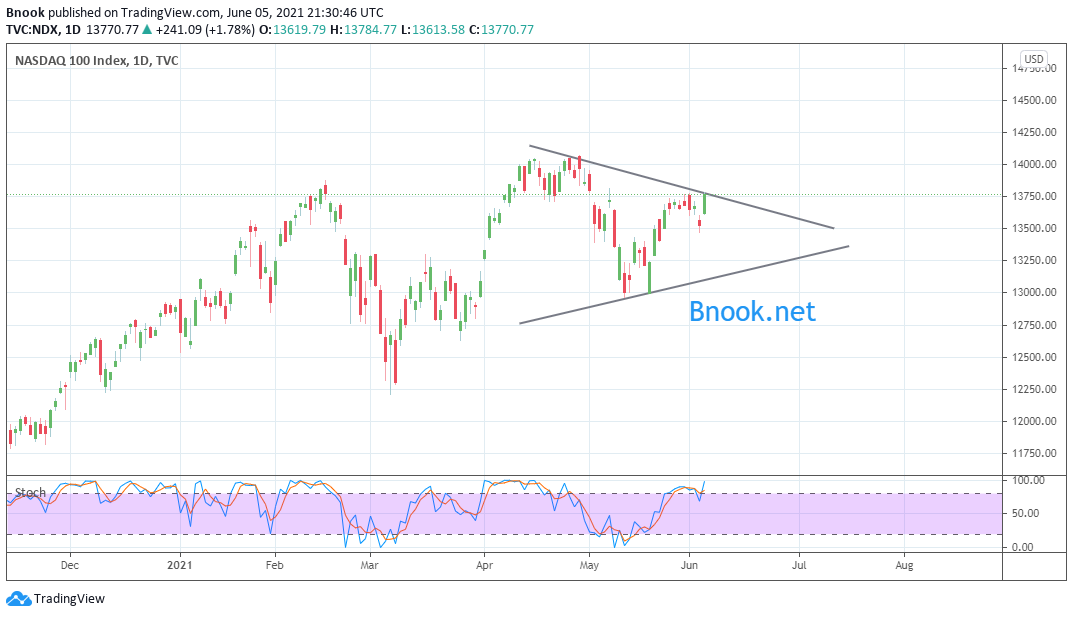 Bnook published on TradingView.com, June 05, 2021 21:30:46 UTC
TVC:NDX, 1D 13770.77 ▲ +241.09 (+1.78%) O:13619.79 H:13784.77 L:13613.58 C:13770.77
NASDAQ 100 Index, 1D, TVC
USD
14750.00
14500.00
14250.00
14000.00
13750.00
13500.00
13250.00
13000.00
12750.00
12500.00
12250.00
12000.00
11750.00
Bnook.net
Stoch
100.00
50.00
0.00
Dec 2021 Feb Mar Apr May Jun Jul Aug
TradingView